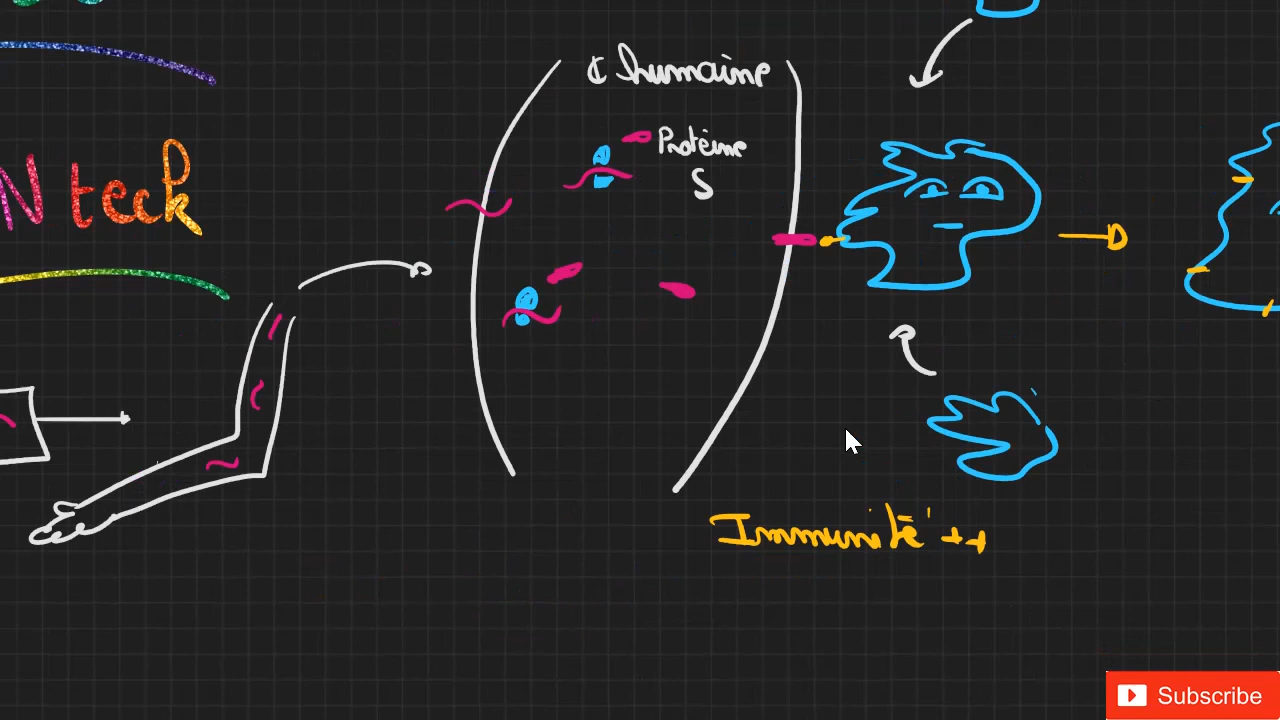 ¢ humaine
Protéine
S
N teck
Immunité ++
Subscribe